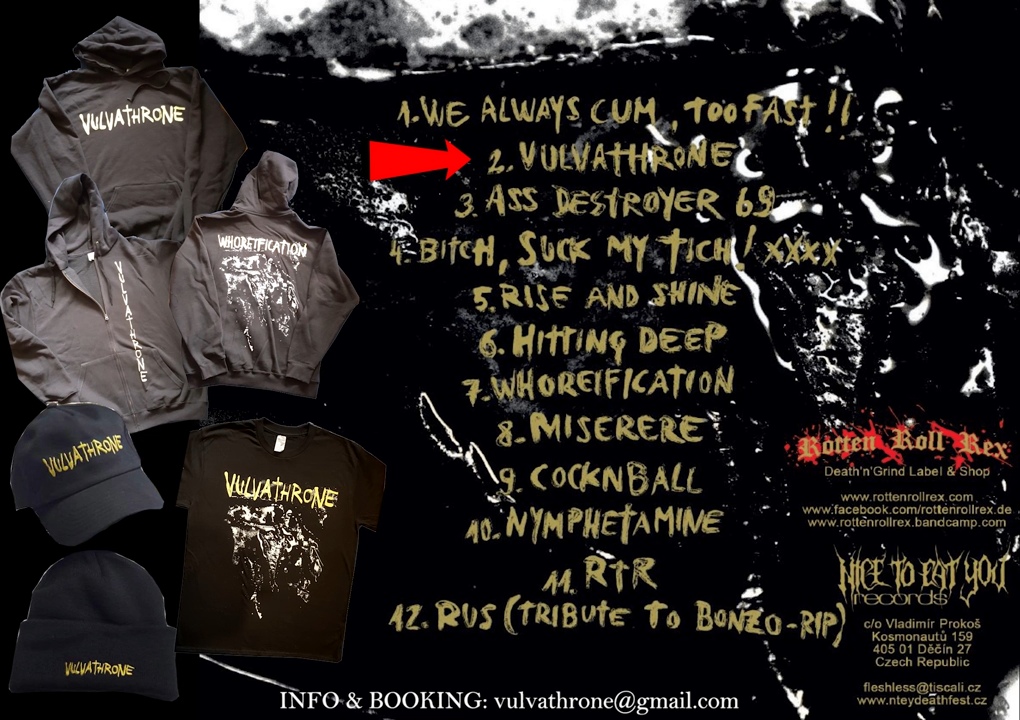 VULVATHRONE
WHOREIFICATION
VULVATHRONE
VULVATHRONE
VULVATHRONE
VULVATHRONE
1. WE ALWAYS CUM, TOO FAST!!
2. VULVATHRONE
3. ASS DESTROYER 69
4. BITCH, SUCK MY TICH! XXXX
5. RISE AND SHINE
6. HITTING DEEP
7. WHOREIFICATION
8. MISERERE
9. COCKNBALL
10. NYMPHETAMINE
11. RTR
12. RUS (TRIBUTE TO BONZO-RIP)
Rotten Roll Rex
Death'n'Grind Label & Shop
www.rottenrollrex.com
www.facebook.com/rottenrollrex.de
www.rottenrollrex.bandcamp.com
NICE TO EAT YOU
records
c/o Vladimír Prokoš
Kosmonautů 159
405 01 Děčín 27
Czech Republic
fleshless@tiscali.cz
www.nteydeathfest.cz
INFO & BOOKING: vulvathrone@gmail.com